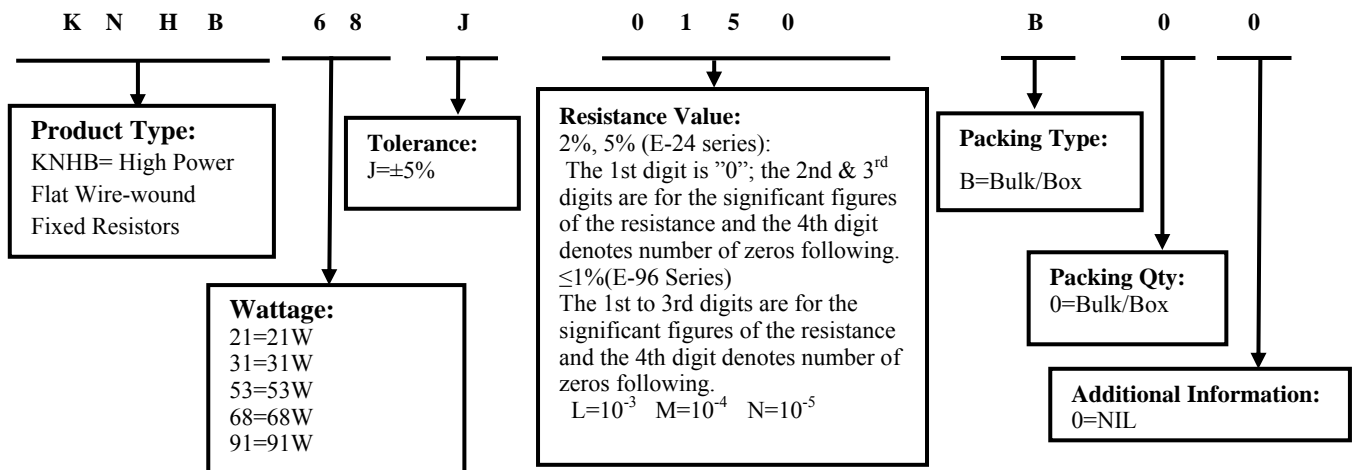 K N H B 6 8 J 0 1 5 0 B 0 0
Product Type:
KNHB= High Power
Flat Wire-wound
Fixed Resistors
Wattage:
21=21W
31=31W
53=53W
68=68W
91=91W
Tolerance:
J=±5%
Resistance Value:
2%, 5% (E-24 series):
The 1st digit is ”0”; the 2nd & 3rd
digits are for the significant figures
of the resistance and the 4th digit
denotes number of zeros following.
≤1%(E-96 Series)
The 1st to 3rd digits are for the
significant figures of the resistance
and the 4th digit denotes number of
zeros following.
L=10-3 M=10-4 N=10-5
Packing Type:
B=Bulk/Box
Packing Qty:
0=Bulk/Box
Additional Information:
0=NIL